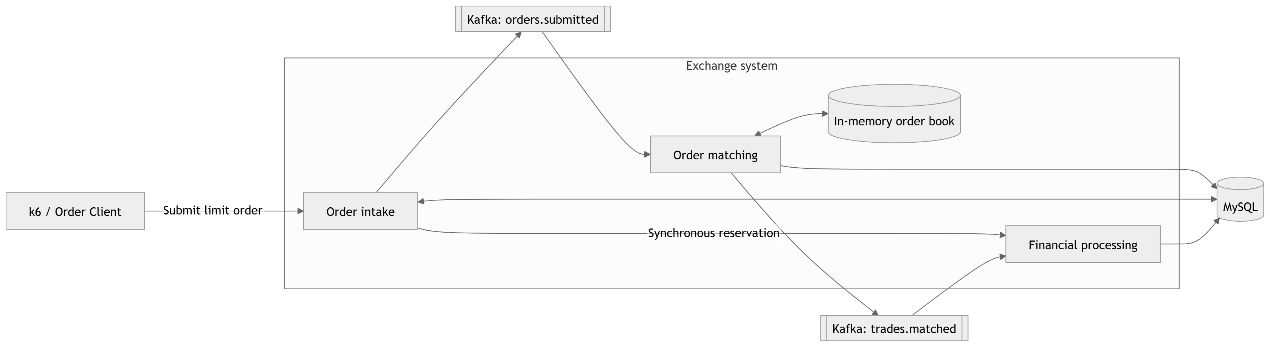 Kafka: orders.submitted
Exchange system
In-memory order book
Order matching
k6 / Order Client
Submit limit order
Order intake
MySQL
Synchronous reservation
Financial processing
Kafka: trades.matched